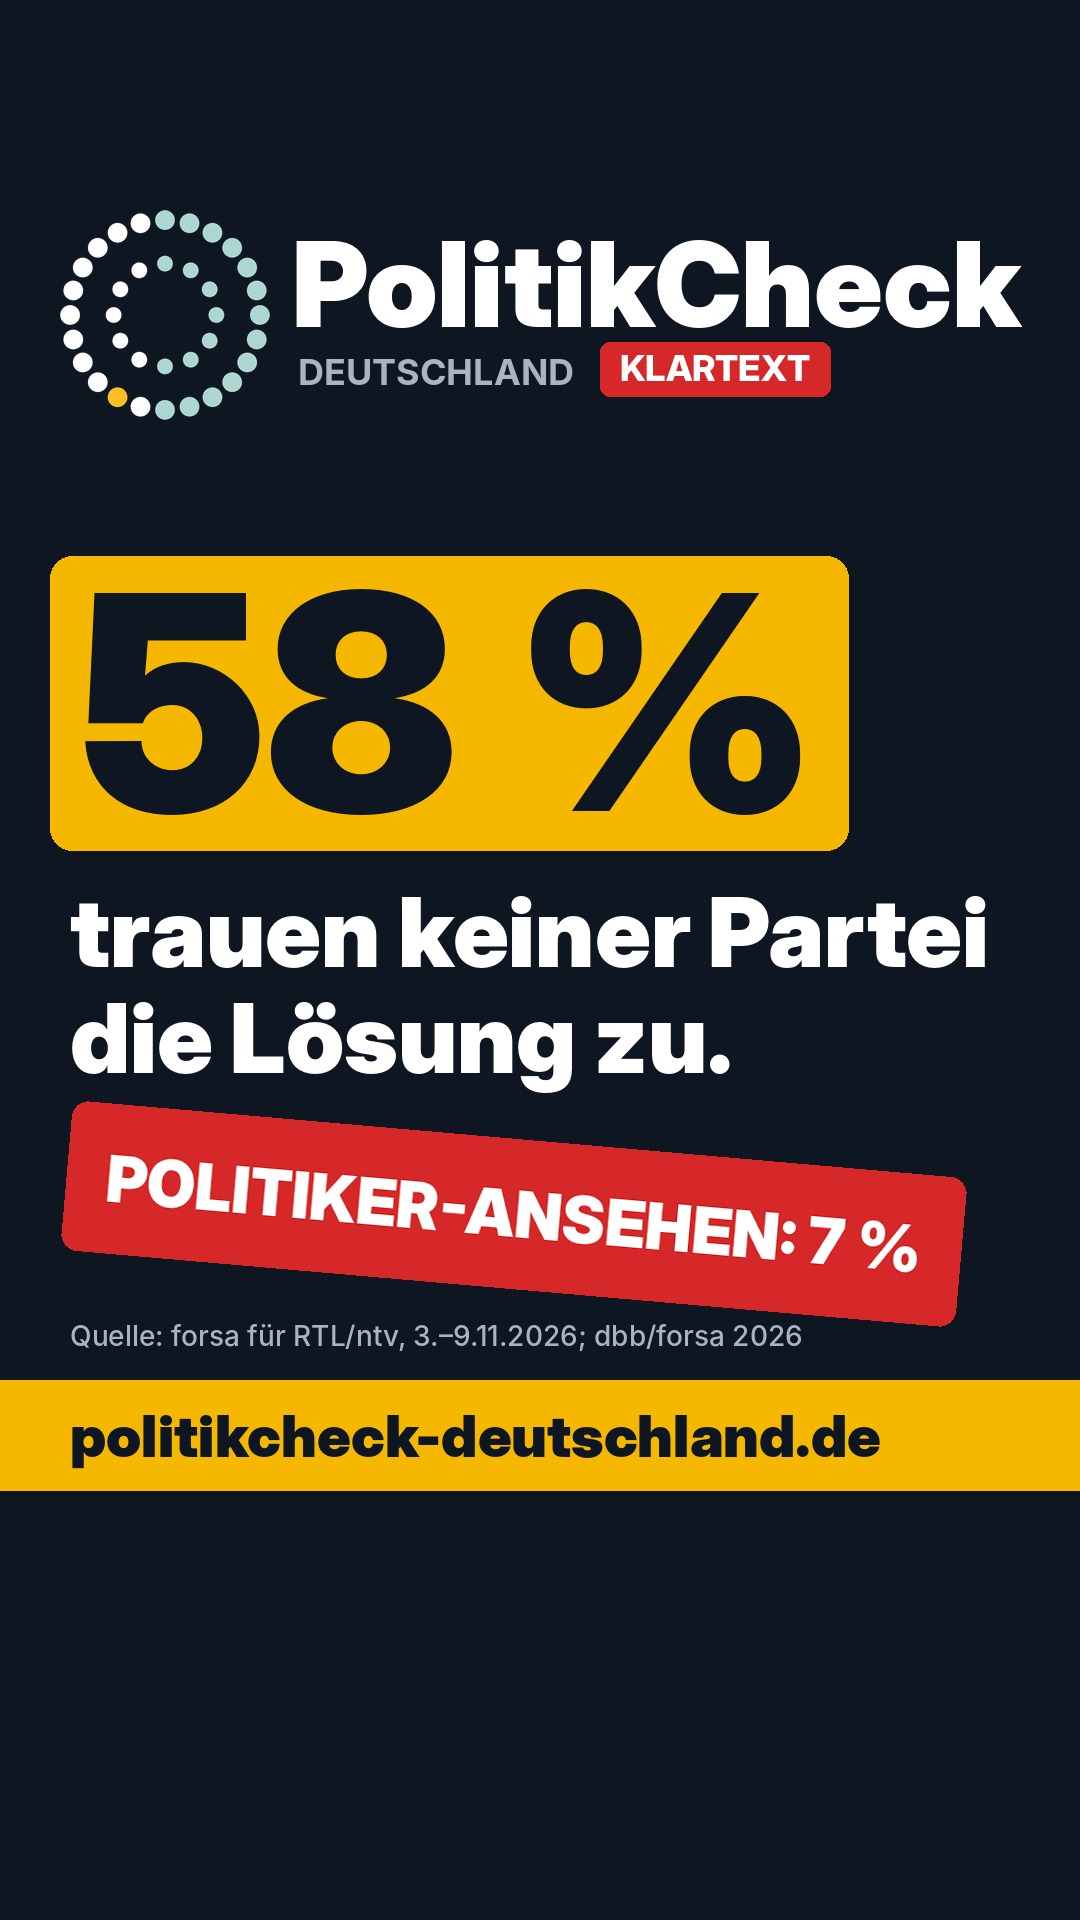 PolitikCheck
DEUTSCHLAND KLARTEXT
58 %
trauen keiner Partei
die Lösung zu.
POLITIKER-ANSEHEN: 7 %
Quelle: forsa für RTL/ntv, 3.–9.11.2026; dbb/forsa 2026
politikcheck-deutschland.de